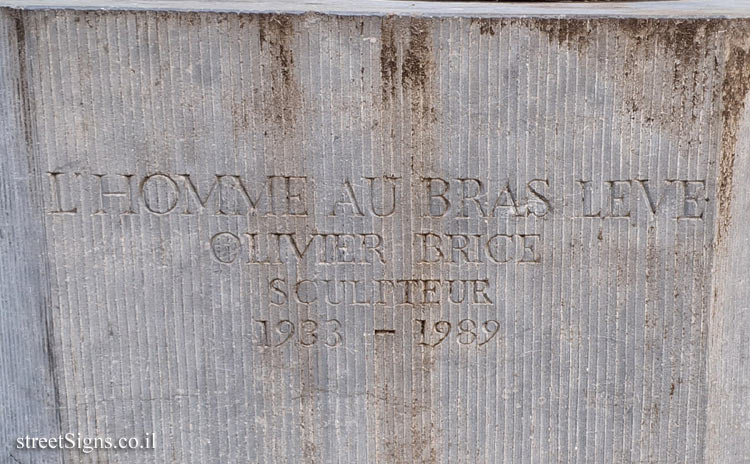 L'HOMME AU BRAS LEVE
OLIVIER BRICE
SCULPTEUR
1933 - 1989
streetSigns.co.il